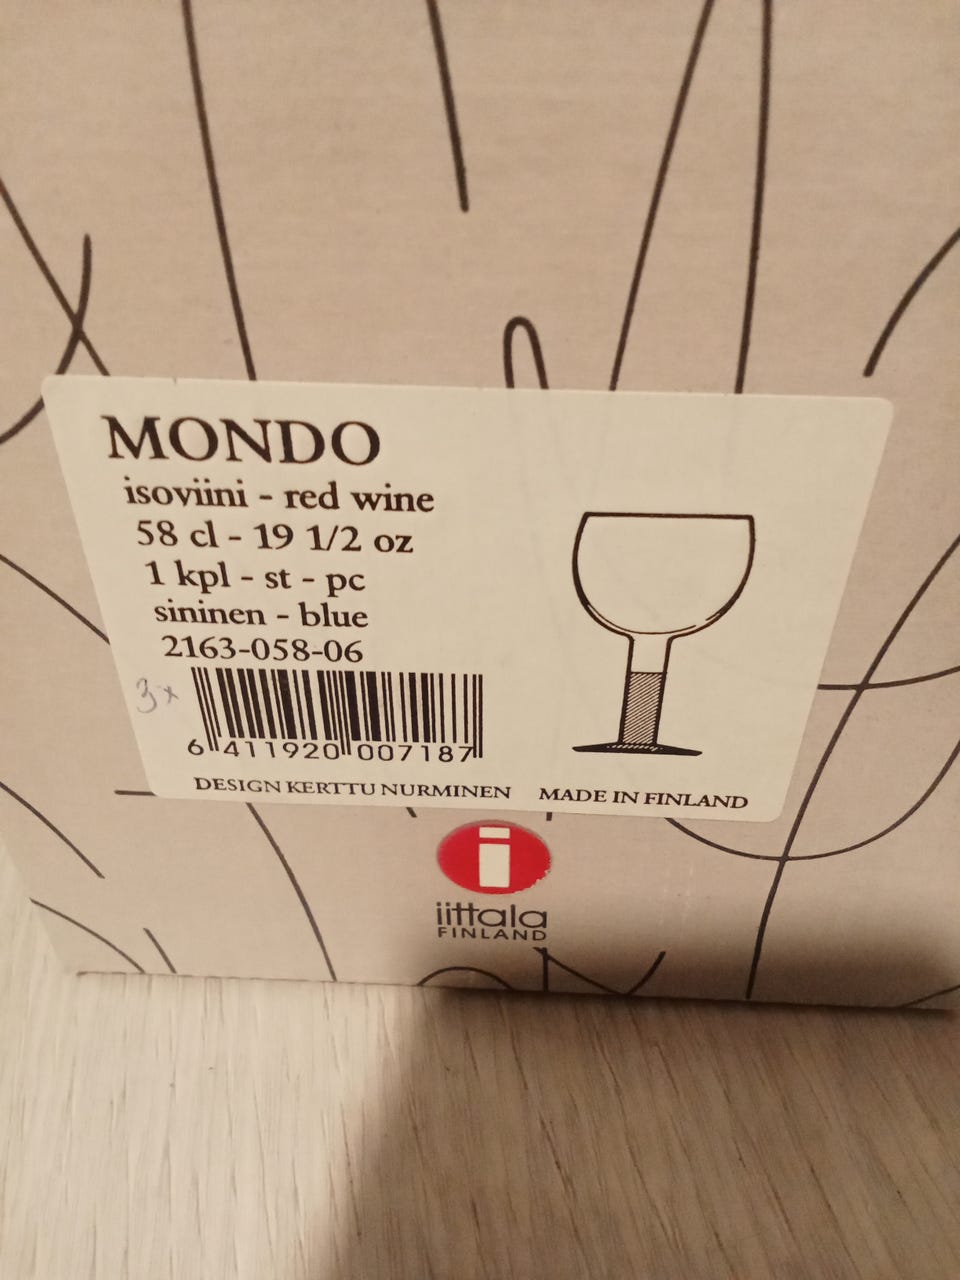 MONDO
isoviini - red wine
58 cl - 19 1/2 oz
1 kpl - st - pc
sininen - blue
2163-058-06
3x
6 411920 007187
DESIGN KERTTU NURMINEN MADE IN FINLAND
i
iittala
FINLAND